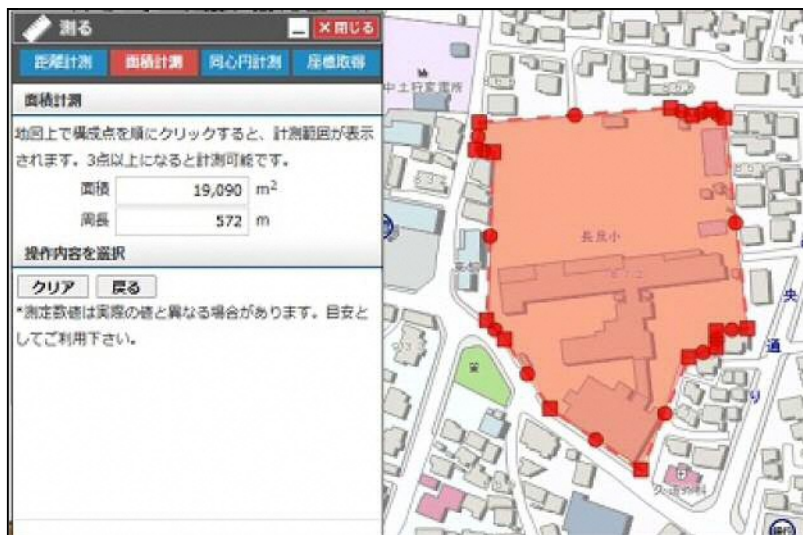 測る
×閉じる
距離計測
面積計測
同心円計測
座標取得
面積計測
地図上で構成点を順にクリックすると、計測範囲が表示
されます。3点以上になると計測可能です。
面積 19,090 m²
周長 572 m
操作内容を選択
クリア 戻る
*測定数値は実際の値と異なる場合があります。目安と
してご利用下さい。
長良小
央
通
り